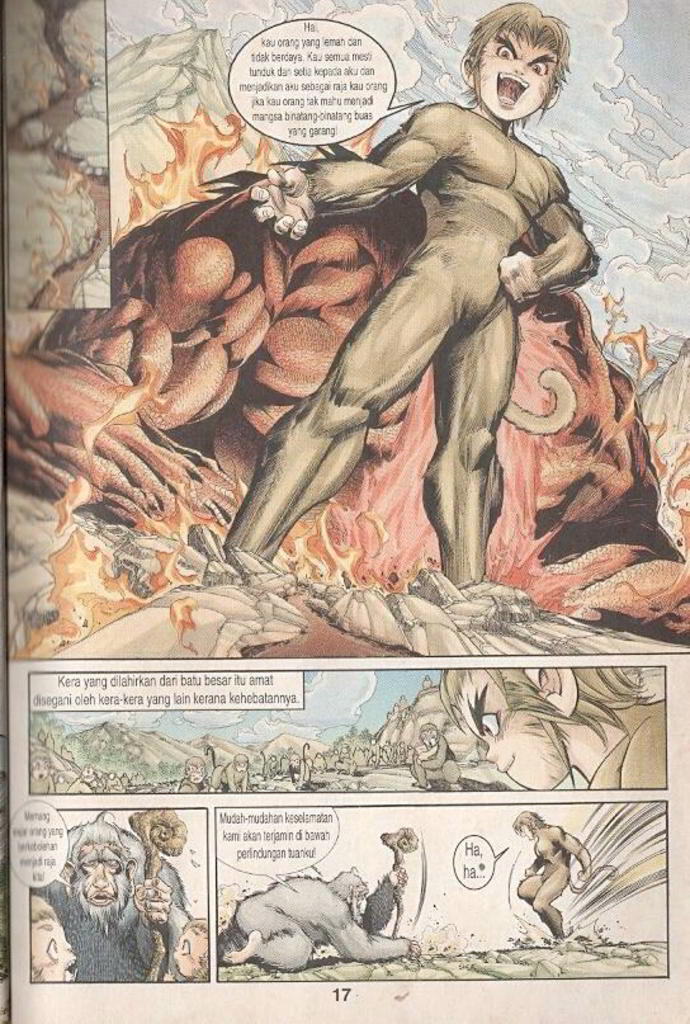 Hai,
kau orang yang lemah dan
tidak berdaya. Kau semua mesti
tunduk dan setia kepada aku dan
menjadikan aku sebagai raja kau orang
jika kau orang tak mahu menjadi
mangsa binatang-binatang buas
yang garang!
Kera yang dilahirkan dari batu besar itu amat
disegani oleh kera-kera yang lain kerana kehebatannya.
Memang
orang yang
menjadi raja
kita!
Mudah-mudahan keselamatan
kami akan terjamin di bawah
perlindungan tuanku!
Ha,
ha..
17